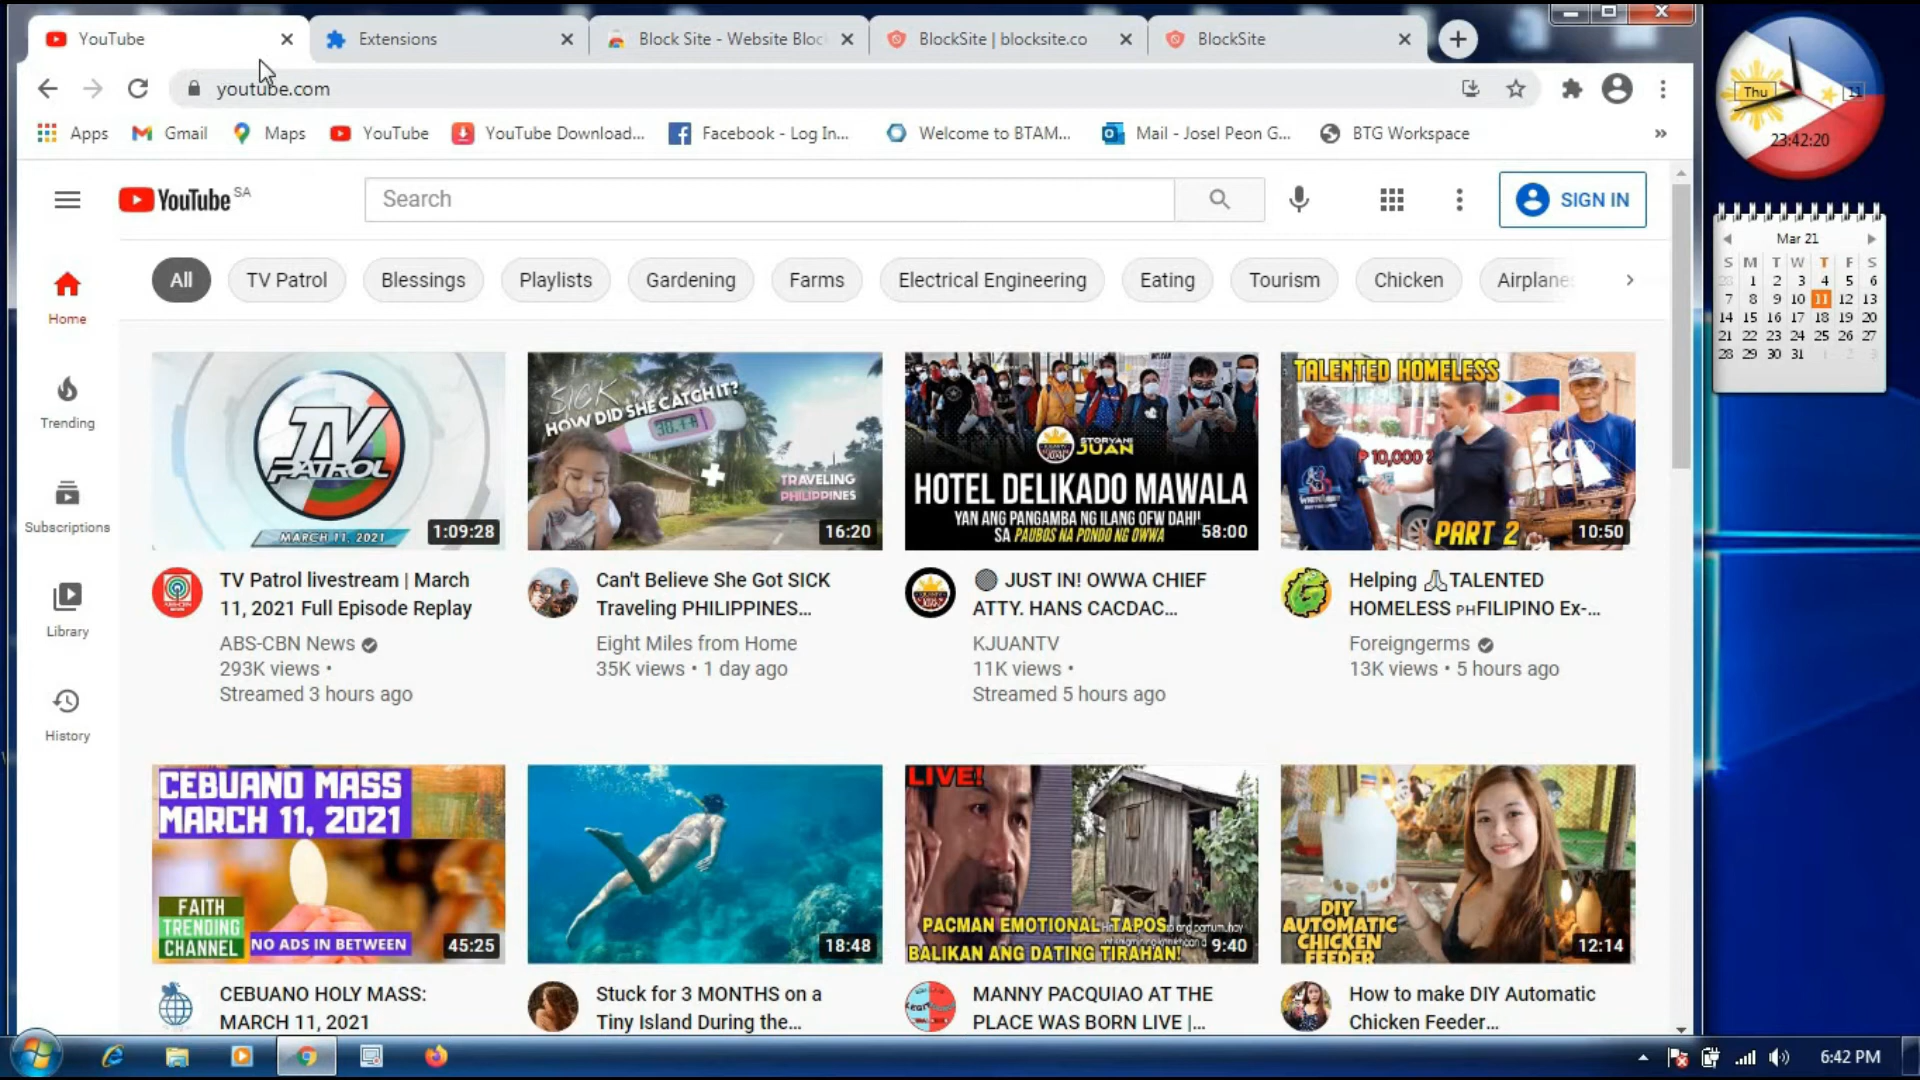 YouTube
Extensions
Block Site - Website Bloc
BlockSite | blocksite.co
BlockSite
youtube.com
Apps
Gmail
Maps
YouTube
YouTube Download...
Facebook - Log In...
Welcome to BTAM...
Mail - Josel Peon G...
BTG Workspace
»
Thu
11
23:42:20
YouTube SA
Search
SIGN IN
Mar 21
S M T W T F S
28 1 2 3 4 5 6
7 8 9 10 11 12 13
14 15 16 17 18 19 20
21 22 23 24 25 26 27
28 29 30 31 1 2 3
All
TV Patrol
Blessings
Playlists
Gardening
Farms
Electrical Engineering
Eating
Tourism
Chicken
Airplane
Home
Trending
Subscriptions
Library
History
TV
PATROL
MARCH 11, 2021
1:09:28
SICK
HOW DID SHE CATCH IT?
TRAVELING
PHILIPPINES
16:20
STORYANI
JUAN
HOTEL DELIKADO MAWALA
YAN ANG PANGAMBA NG ILANG OFW DAHIL
SA PAUBOS NA PONDO NG OWWA
58:00
TALENTED HOMELESS
₱10,000?
PART 2
10:50
TV Patrol livestream | March
11, 2021 Full Episode Replay
ABS-CBN News
293K views •
Streamed 3 hours ago
Can't Believe She Got SICK
Traveling PHILIPPINES...
Eight Miles from Home
35K views • 1 day ago
JUST IN! OWWA CHIEF
ATTY. HANS CACDAC...
KJUANTV
11K views •
Streamed 5 hours ago
Helping 🙏TALENTED
HOMELESS PHFILIPINO Ex-...
Foreigngerms
13K views • 5 hours ago
CEBUANO MASS
MARCH 11, 2021
FAITH
TRENDING
CHANNEL
NO ADS IN BETWEEN
45:25
18:48
LIVE!
PACMAN EMOTIONAL TAPOS
BALIKAN ANG DATING TIRAHAN!
9:40
DIY
AUTOMATIC
CHICKEN
FEEDER
12:14
CEBUANO HOLY MASS:
MARCH 11, 2021
Stuck for 3 MONTHS on a
Tiny Island During the...
MANNY PACQUIAO AT THE
PLACE WAS BORN LIVE |...
How to make DIY Automatic
Chicken Feeder...
6:42 PM